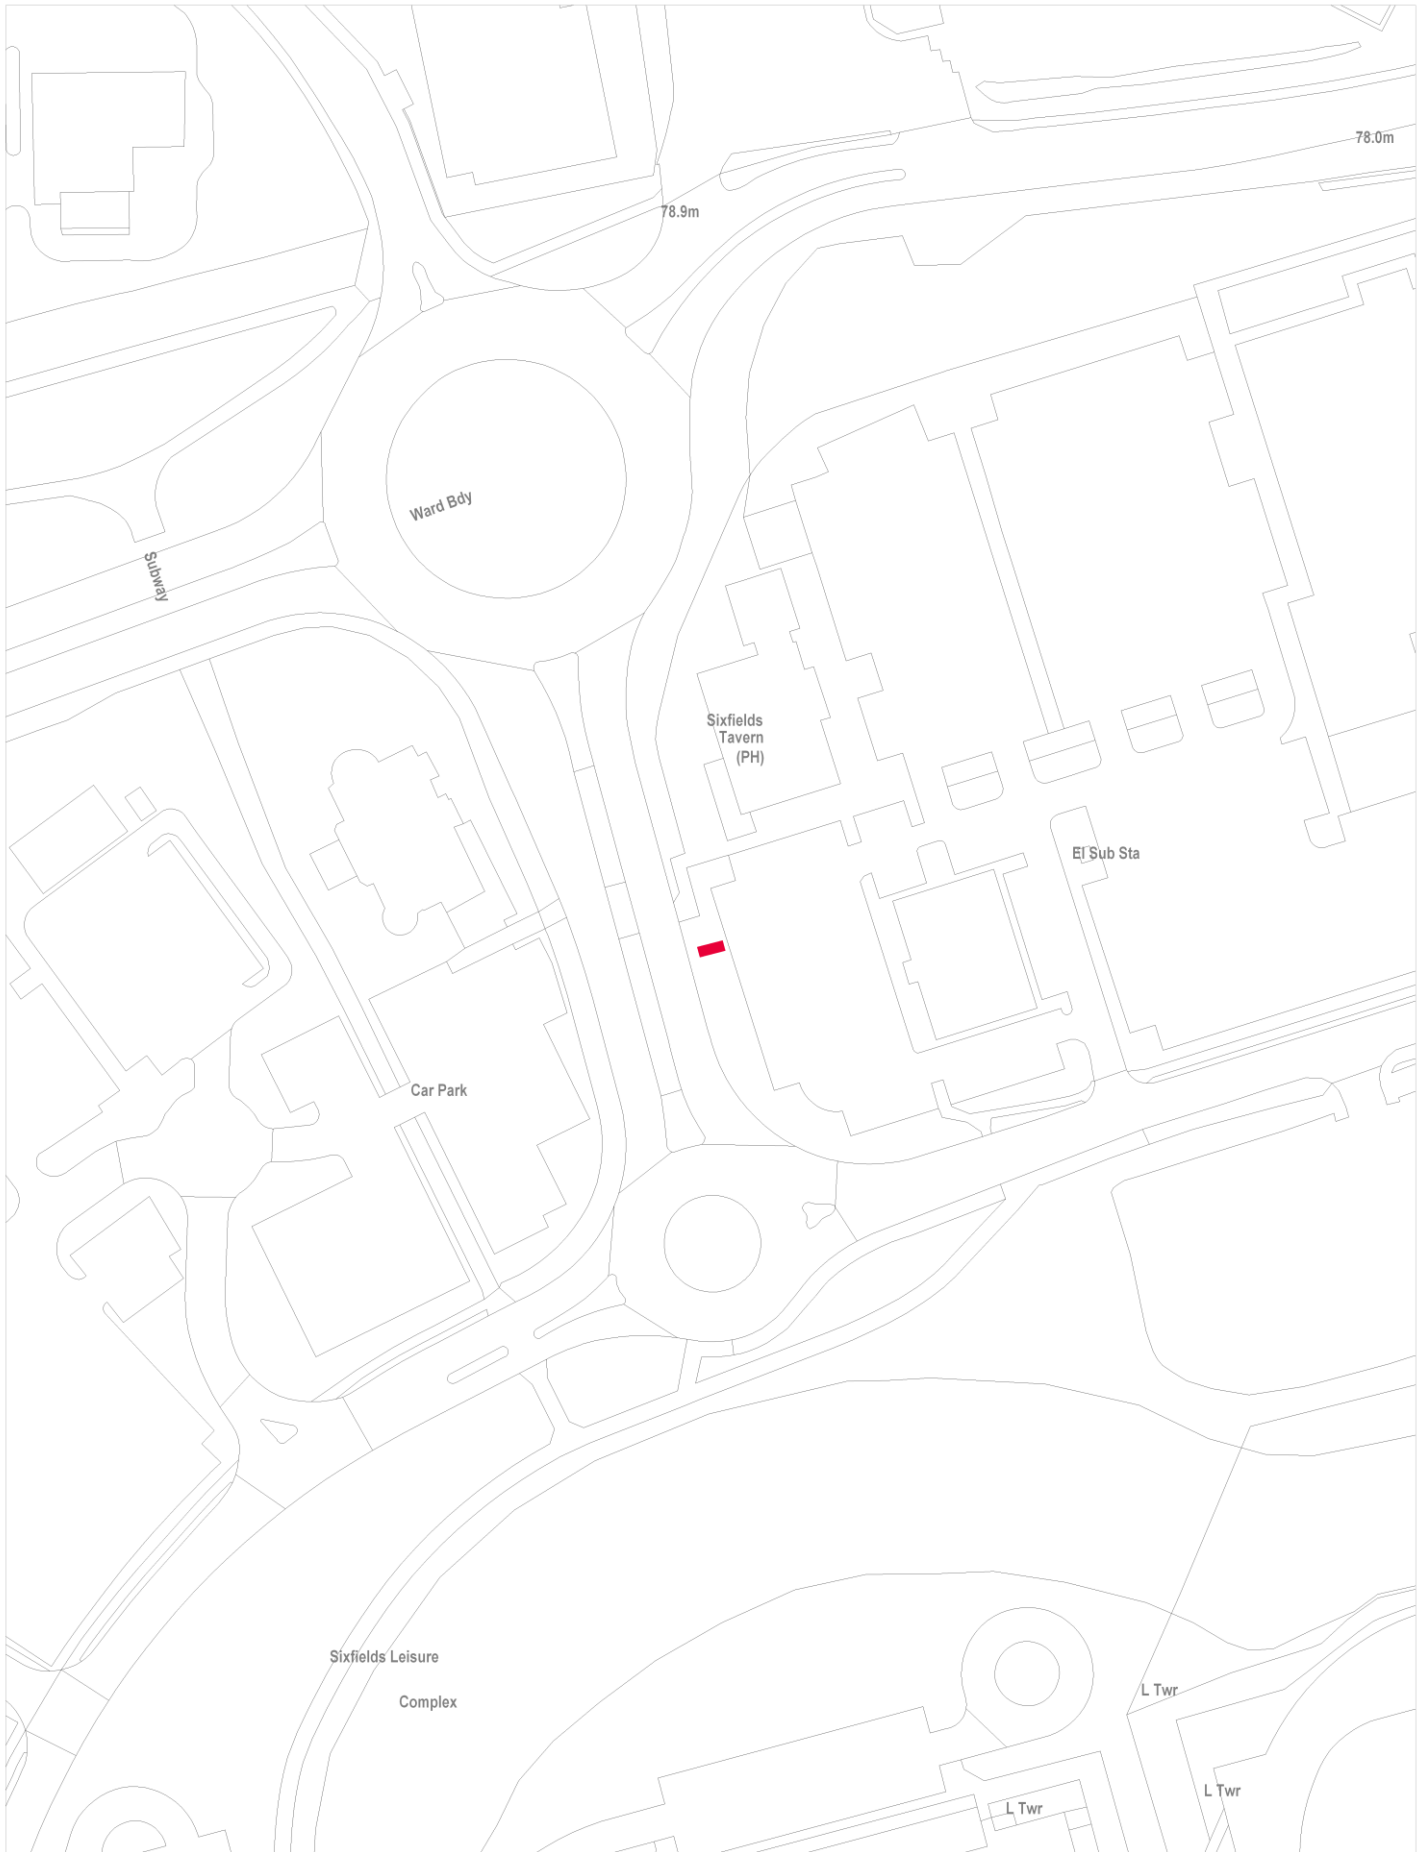 78.0m
78.9m
Ward Bdy
Subway
Sixfields
Tavern
(PH)
El Sub Sta
Car Park
Sixfields Leisure
Complex
L Twr
L Twr
L Twr